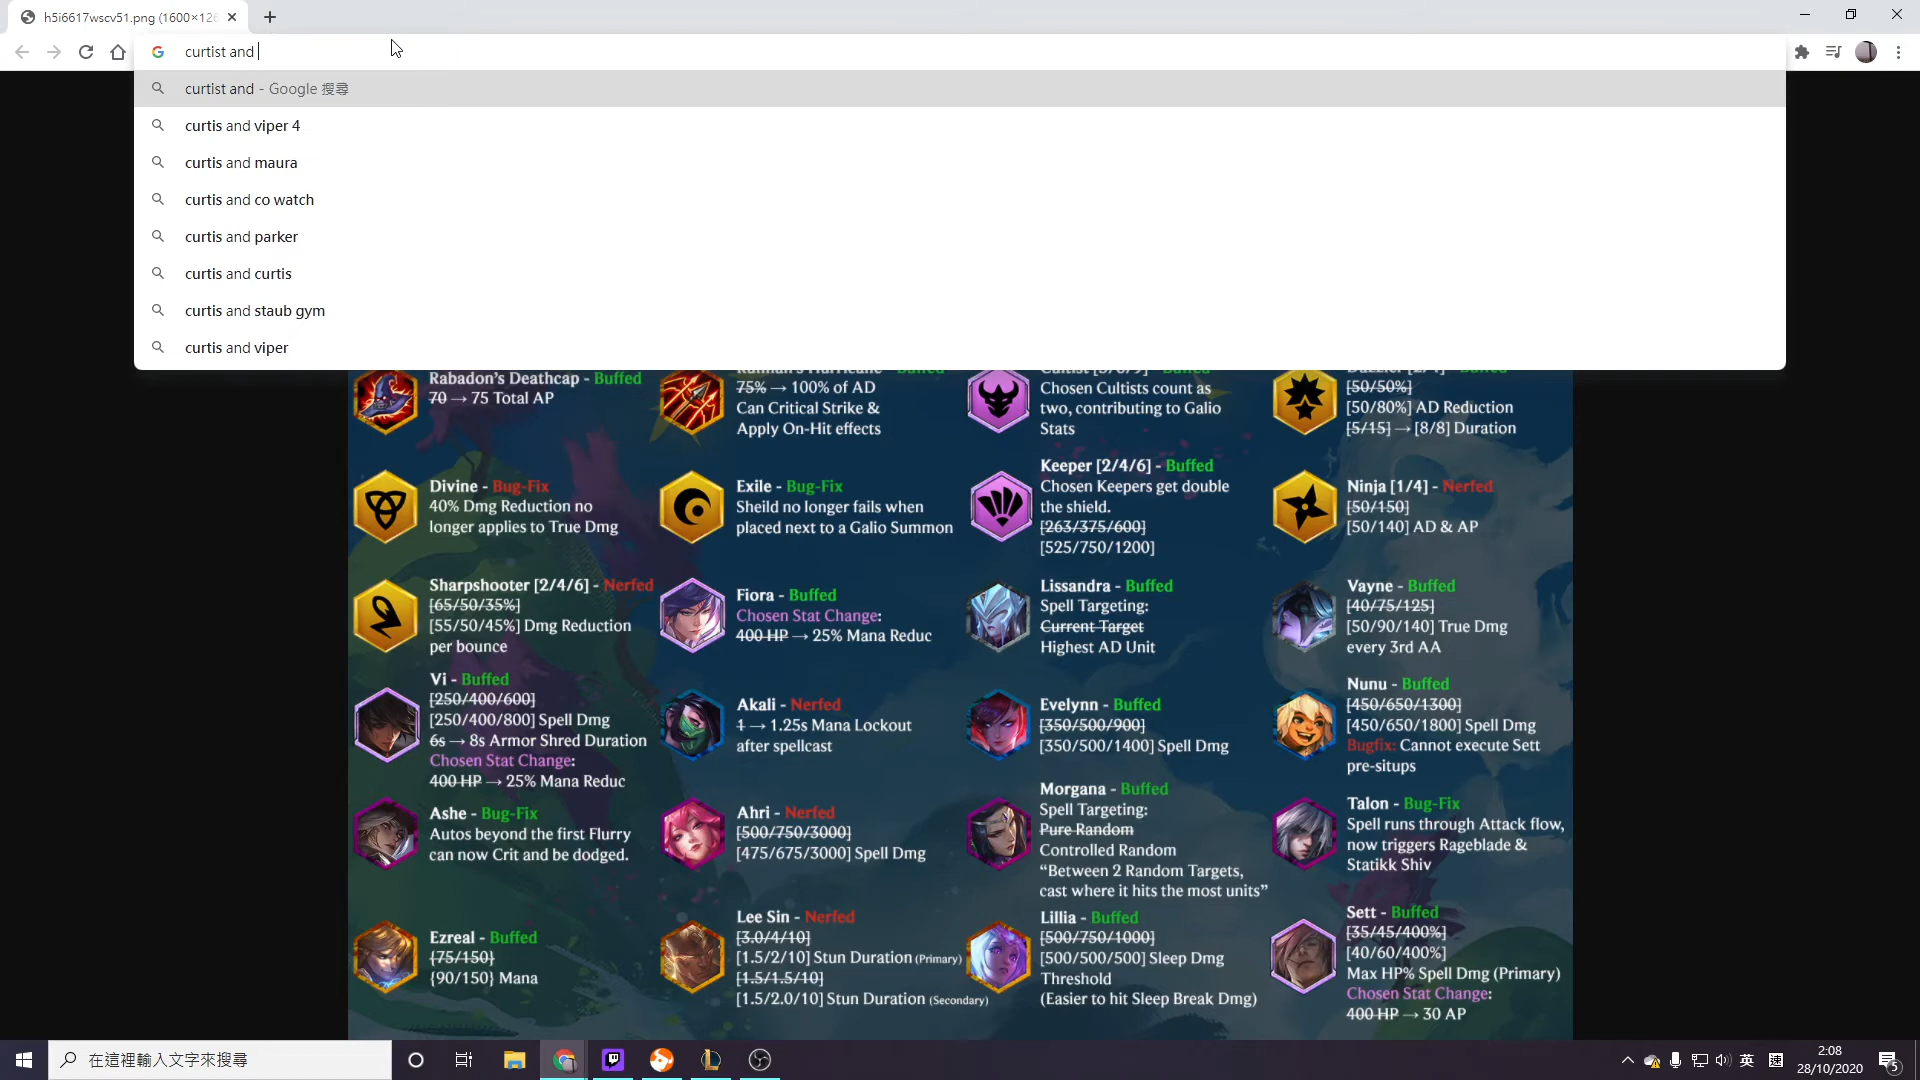 h5i6617wscv51.png (1600×126
curtist and
curtist and - Google 搜尋
curtis and viper 4
curtis and maura
curtis and co watch
curtis and parker
curtis and curtis
curtis and staub gym
curtis and viper
Rabadon's Deathcap - Buffed
70 → 75 Total AP
75% → 100% of AD
Can Critical Strike &
Apply On-Hit effects
Chosen Cultists count as
two, contributing to Galio
Stats
[50/50%]
[50/80%] AD Reduction
[5/15] → [8/8] Duration
Divine - Bug-Fix
40% Dmg Reduction no
longer applies to True Dmg
Exile - Bug-Fix
Sheild no longer fails when
placed next to a Galio Summon
Keeper [2/4/6] - Buffed
Chosen Keepers get double
the shield.
[263/375/600]
[525/750/1200]
Ninja [1/4] - Nerfed
[50/150]
[50/140] AD & AP
Sharpshooter [2/4/6] - Nerfed
[65/50/35%]
[55/50/45%] Dmg Reduction
per bounce
Fiora - Buffed
Chosen Stat Change:
400 HP → 25% Mana Reduc
Lissandra - Buffed
Spell Targeting:
Current Target
Highest AD Unit
Vayne - Buffed
[40/75/125]
[50/90/140] True Dmg
every 3rd AA
Vi - Buffed
[250/400/600]
[250/400/800] Spell Dmg
6s → 8s Armor Shred Duration
Chosen Stat Change:
400 HP → 25% Mana Reduc
Akali - Nerfed
1 → 1.25s Mana Lockout
after spellcast
Evelynn - Buffed
[350/500/900]
[350/500/1400] Spell Dmg
Nunu - Buffed
[450/650/1300]
[450/650/1800] Spell Dmg
Bugfix: Cannot execute Sett
pre-situps
Ashe - Bug-Fix
Autos beyond the first Flurry
can now Crit and be dodged.
Ahri - Nerfed
[500/750/3000]
[475/675/3000] Spell Dmg
Morgana - Buffed
Spell Targeting:
Pure Random
Controlled Random
“Between 2 Random Targets,
cast where it hits the most units”
Talon - Bug-Fix
Spell runs through Attack flow,
now triggers Rageblade &
Statikk Shiv
Ezreal - Buffed
{75/150}
{90/150} Mana
Lee Sin - Nerfed
[3.0/4/10]
[1.5/2/10] Stun Duration (Primary)
[1.5/1.5/10]
[1.5/2.0/10] Stun Duration (Secondary)
Lillia - Buffed
[500/750/1000]
[500/500/500] Sleep Dmg
Threshold
(Easier to hit Sleep Break Dmg)
Sett - Buffed
[35/45/400%]
[40/60/400%]
Max HP% Spell Dmg (Primary)
Chosen Stat Change:
400 HP → 30 AP
在這裡輸入文字來搜尋
英
2:08
28/10/2020
5